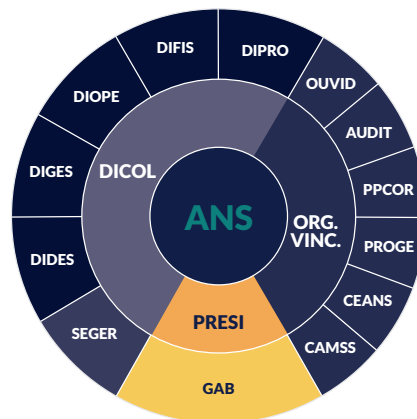 DIFIS
DIPRO
DIOPE
OUVID
AUDIT
DIGES
DICOL
PPCOR
ANS
ORG.
VINC.
DIDES
PROGE
CEANS
PRESI
SEGER
CAMSS
GAB